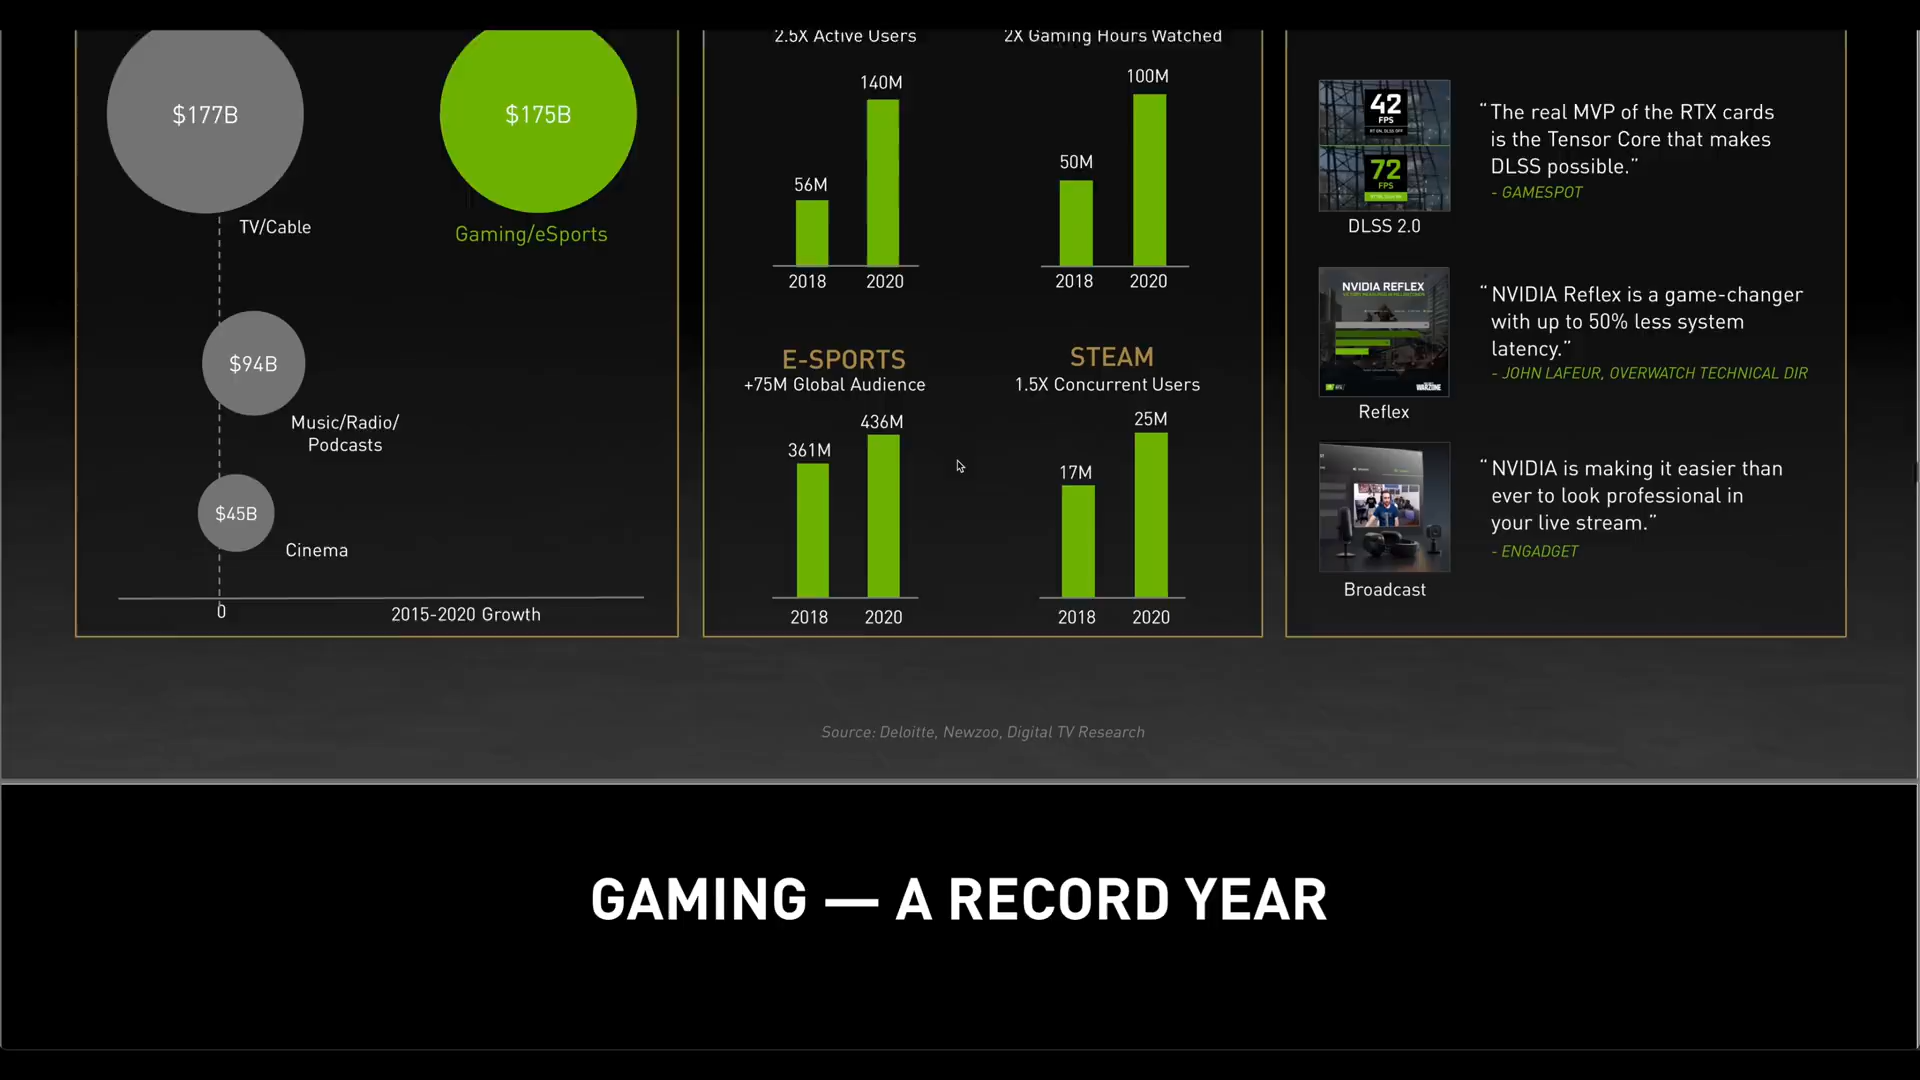 $177B
$175B
TV/Cable
Gaming/eSports
$94B
Music/Radio/
Podcasts
$45B
Cinema
0
2015-2020 Growth
2.5X Active Users
140M
56M
2018
2020
2X Gaming Hours Watched
100M
50M
2018
2020
E-SPORTS
+75M Global Audience
436M
361M
2018
2020
STEAM
1.5X Concurrent Users
25M
17M
2018
2020
42
FPS
72
FPS
DLSS 2.0
“The real MVP of the RTX cards
is the Tensor Core that makes
DLSS possible.”
- GAMESPOT
NVIDIA REFLEX
WARZONE
Reflex
“NVIDIA Reflex is a game-changer
with up to 50% less system
latency.”
- JOHN LAFEUR, OVERWATCH TECHNICAL DIR
Broadcast
“NVIDIA is making it easier than
ever to look professional in
your live stream.”
- ENGADGET
Source: Deloitte, Newzoo, Digital TV Research
GAMING — A RECORD YEAR